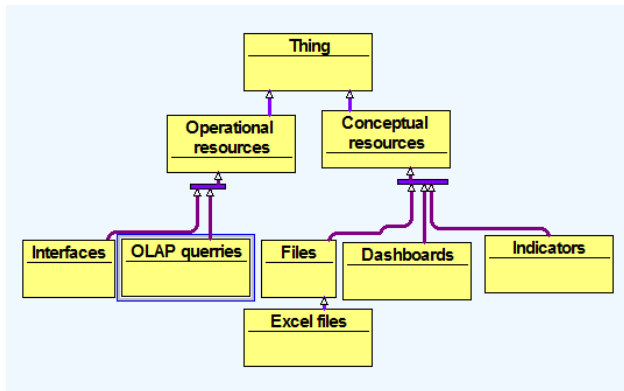 Thing
Operational
resources
Conceptual
resources
Interfaces
OLAP querries
Files
Dashboards
Indicators
Excel files